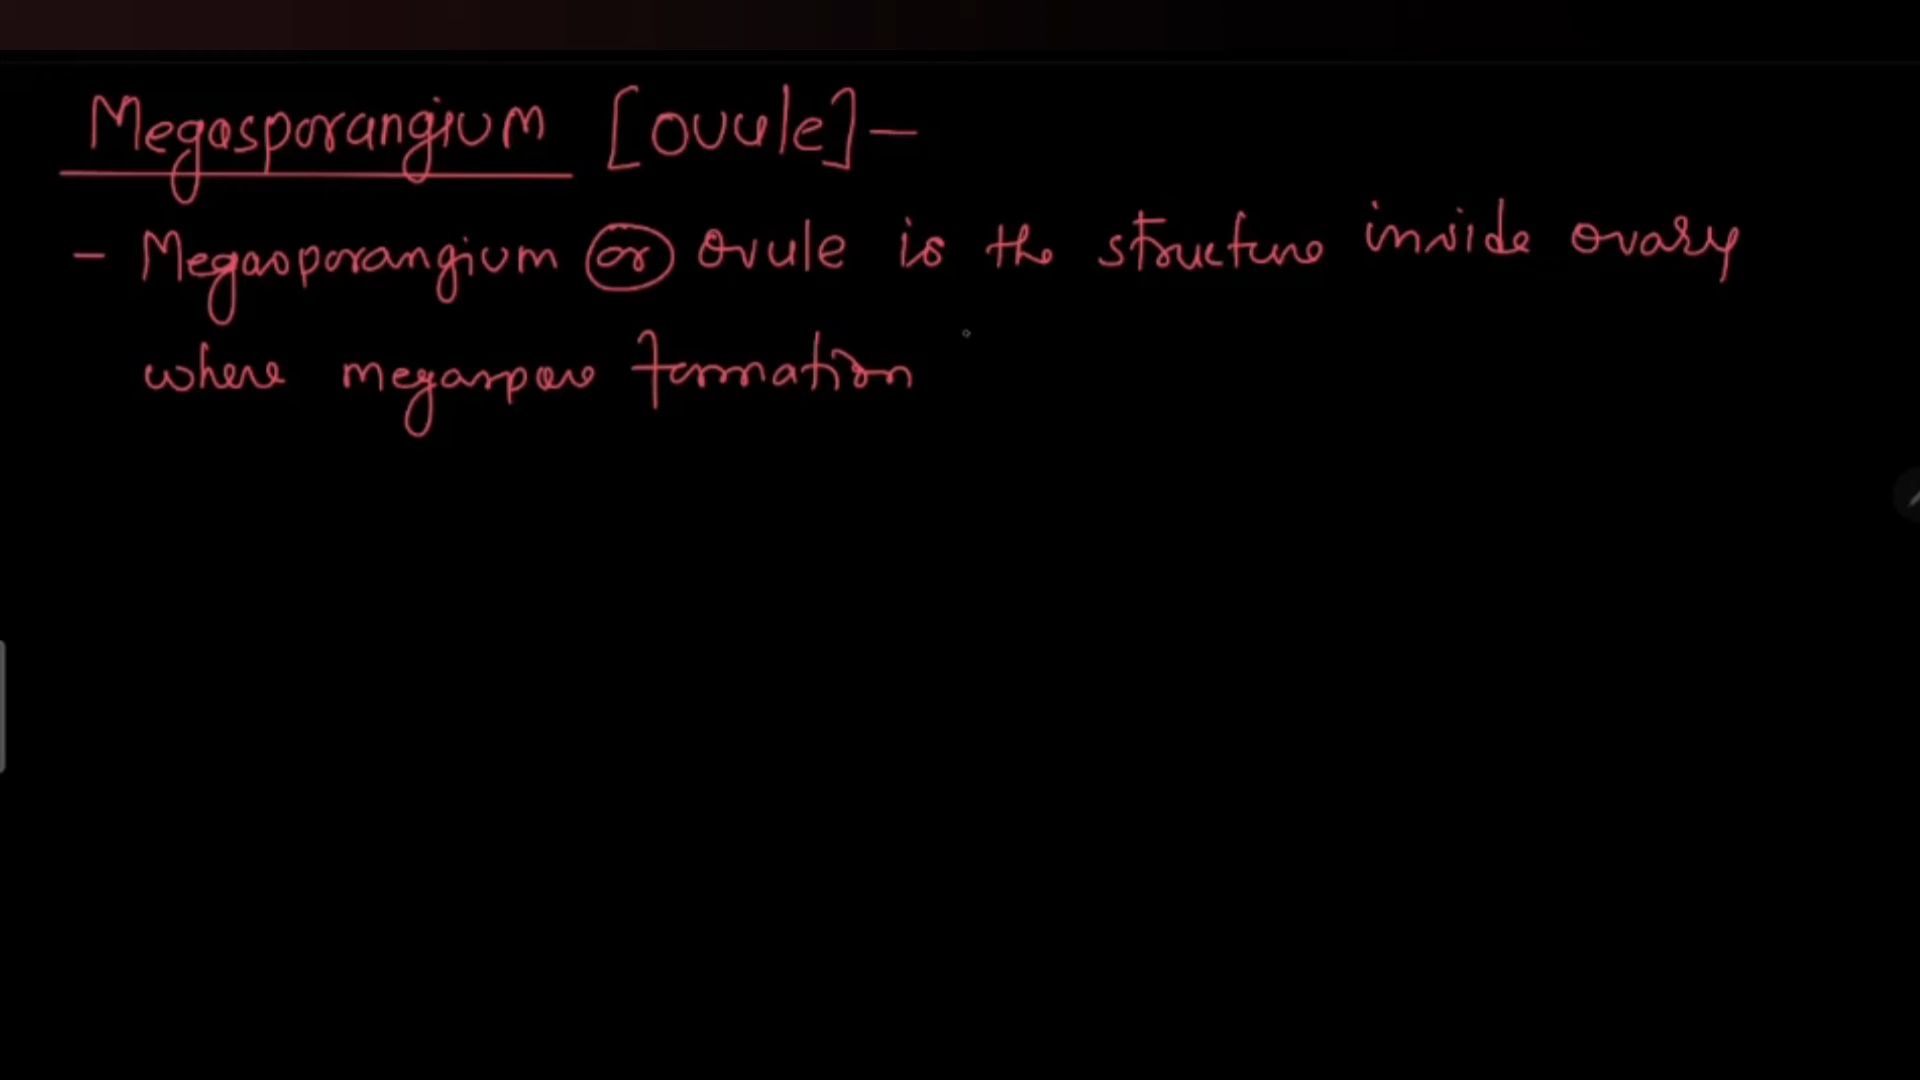 Megasporangium [ovule]-
- Megasporangium or ovule is the structure inside ovary
where megaspore formation